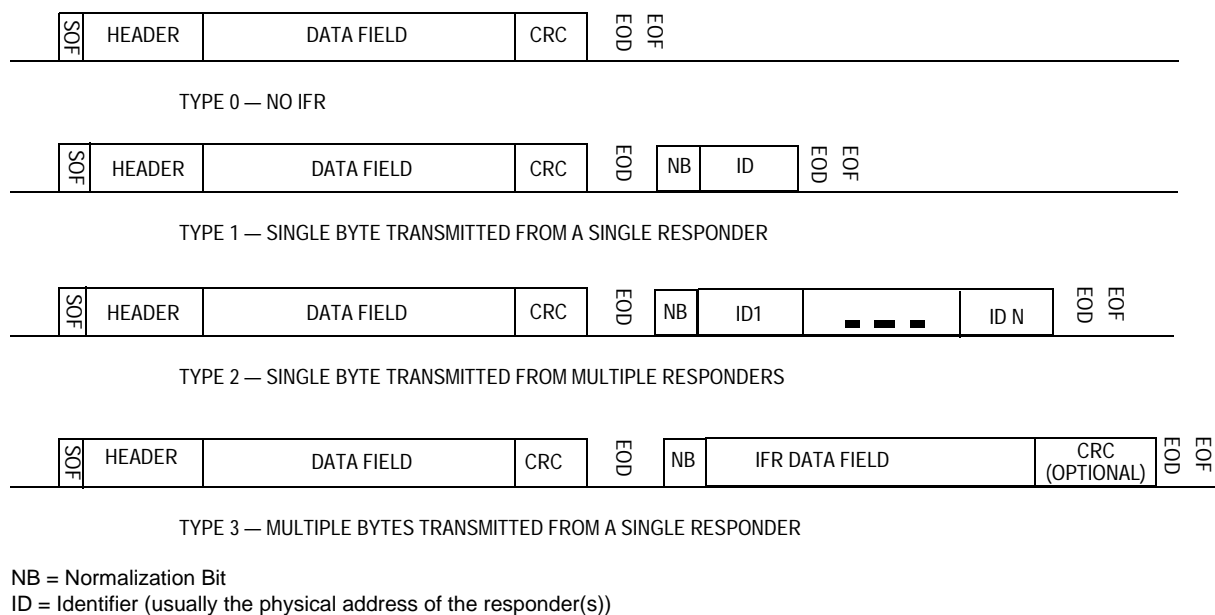 SOF HEADER DATA FIELD CRC EOD EOF
TYPE 0 — NO IFR
SOF HEADER DATA FIELD CRC EOD NB ID EOD EOF
TYPE 1 — SINGLE BYTE TRANSMITTED FROM A SINGLE RESPONDER
SOF HEADER DATA FIELD CRC EOD NB ID1 ID N EOD EOF
TYPE 2 — SINGLE BYTE TRANSMITTED FROM MULTIPLE RESPONDERS
SOF HEADER DATA FIELD CRC EOD NB IFR DATA FIELD CRC (OPTIONAL) EOD EOF
TYPE 3 — MULTIPLE BYTES TRANSMITTED FROM A SINGLE RESPONDER
NB = Normalization Bit
ID = Identifier (usually the physical address of the responder(s))